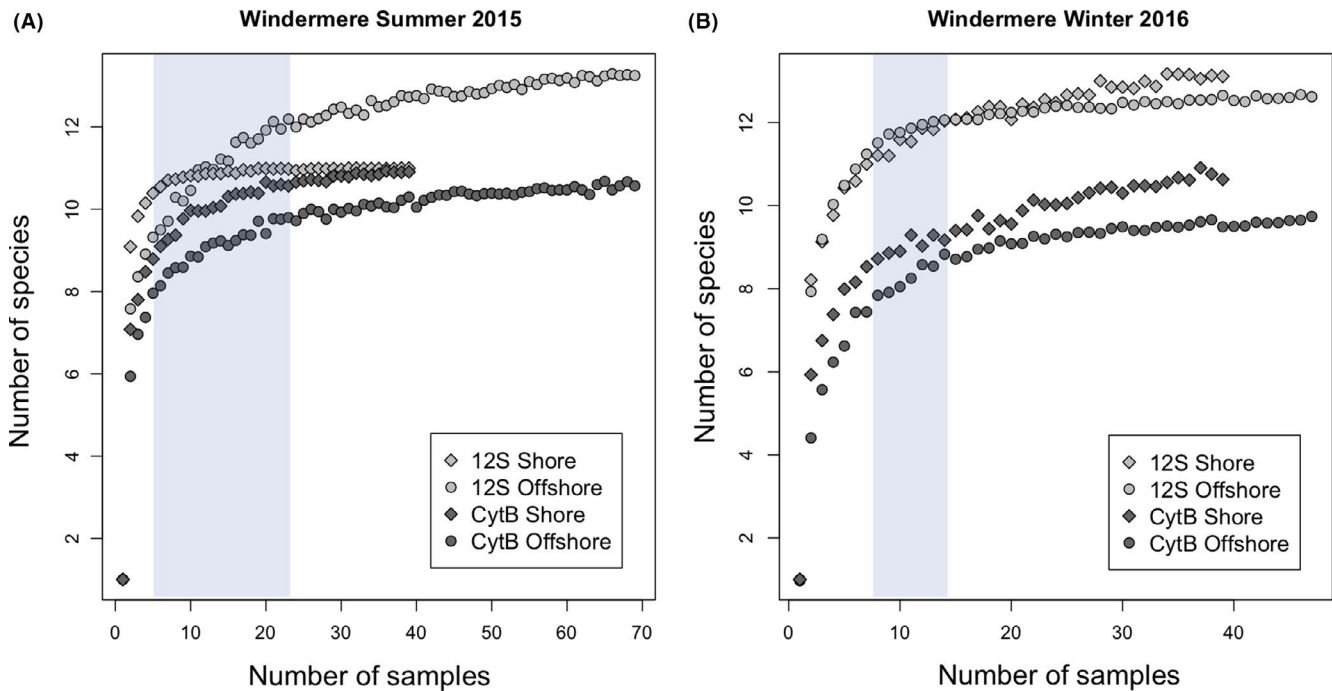 (A)
Windermere Summer 2015
Number of species
12
10
8
6
4
2
12S Shore
12S Offshore
CytB Shore
CytB Offshore
0 10 20 30 40 50 60 70
Number of samples
(B)
Windermere Winter 2016
Number of species
12
10
8
6
4
2
12S Shore
12S Offshore
CytB Shore
CytB Offshore
0 10 20 30 40
Number of samples